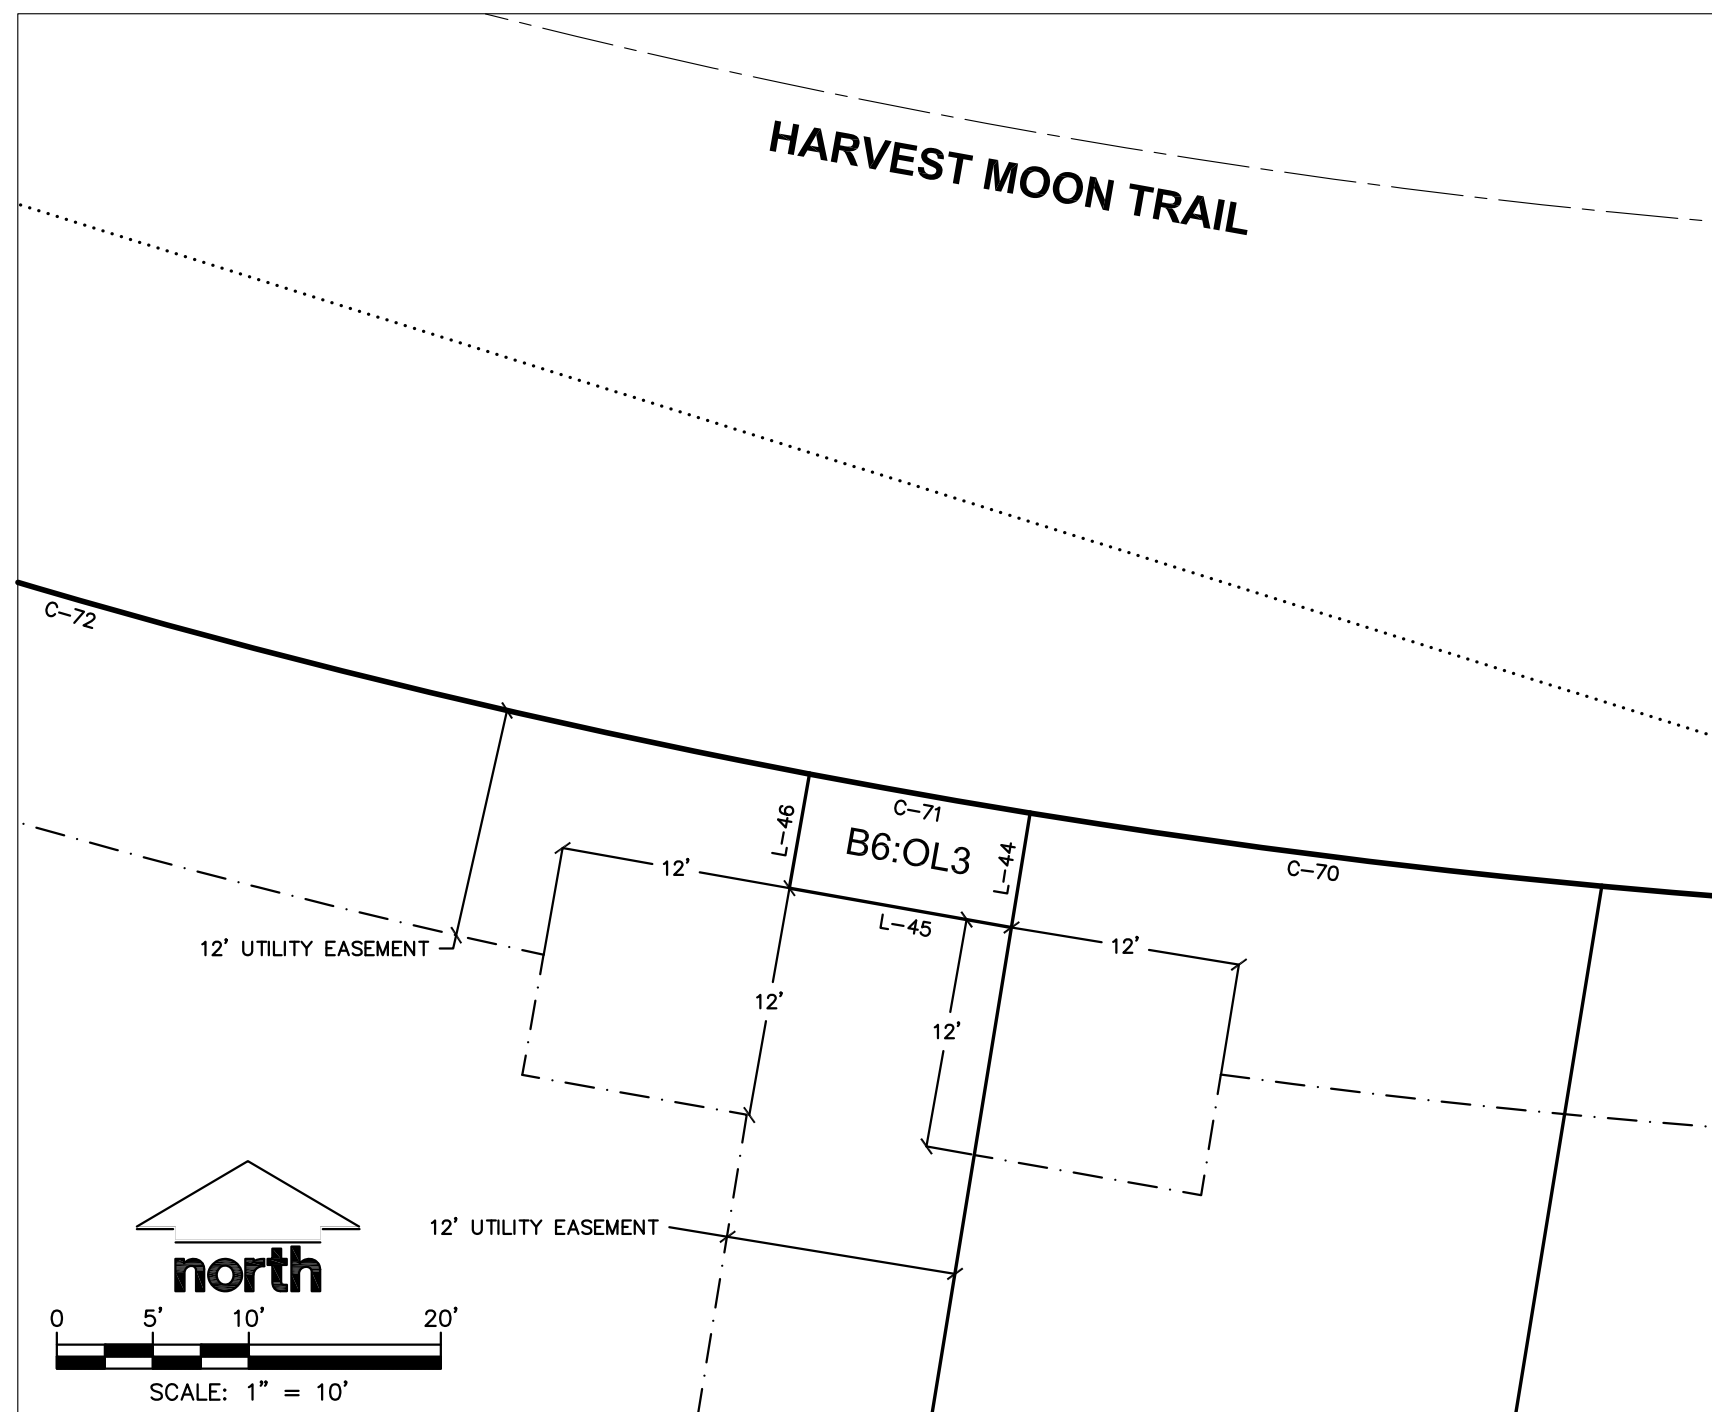 HARVEST MOON TRAIL
C-72
C-71
L-46
B6:OL3
L-44
C-70
12'
L-45
12' UTILITY EASEMENT
12'
12'
12'
12' UTILITY EASEMENT
north
0 5' 10' 20'
SCALE: 1" = 10'